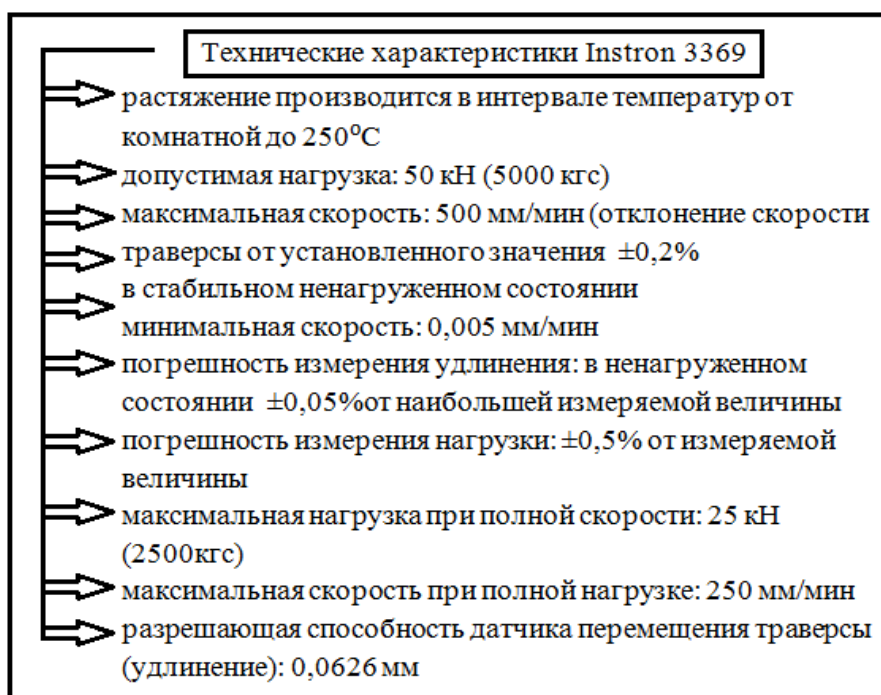 Технические характеристики Instron 3369
растяжение производится в интервале температур от
комнатной до 250°С
допустимая нагрузка: 50 кН (5000 кгс)
максимальная скорость: 500 мм/мин (отклонение скорости
траверсы от установленного значения ±0,2%
в стабильном ненагруженном состоянии
минимальная скорость: 0,005 мм/мин
погрешность измерения удлинения: в ненагруженном
состоянии ±0,05%от наибольшей измеряемой величины
погрешность измерения нагрузки: ±0,5% от измеряемой
величины
максимальная нагрузка при полной скорости: 25 кН
(2500кгс)
максимальная скорость при полной нагрузке: 250 мм/мин
разрешающая способность датчика перемещения траверсы
(удлинение): 0,0626 мм